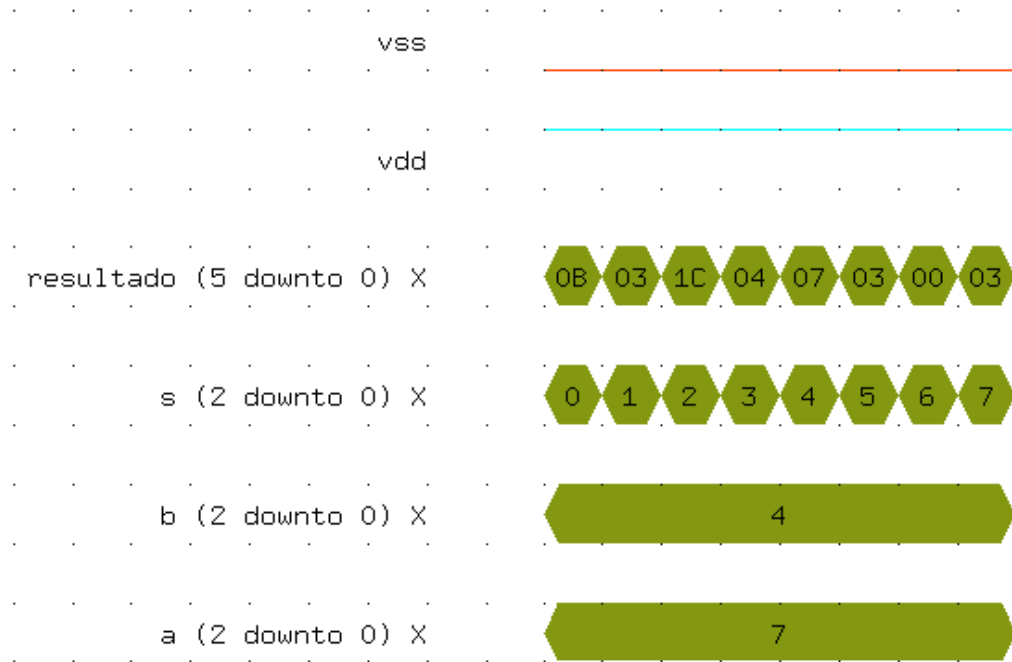 vss
vdd
resultado (5 downto 0) X 0B 03 1C 04 07 03 00 03
s (2 downto 0) X 0 1 2 3 4 5 6 7
b (2 downto 0) X 4
a (2 downto 0) X 7